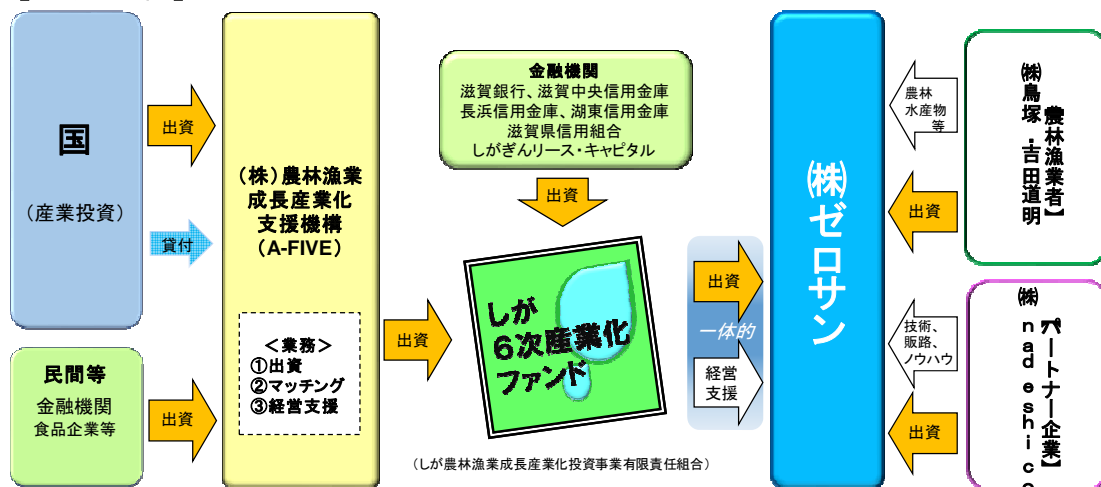 国
(産業投資)
民間等
金融機関
食品企業等
出資
貸付
出資
(株)農林漁業
成長産業化
支援機構
(A-FIVE)
<業務>
①出資
②マッチング
③経営支援
出資
金融機関
滋賀銀行、滋賀中央信用金庫
長浜信用金庫、湖東信用金庫
滋賀県信用組合
しがぎんリース・キャピタル
出資
しが
6次産業化
ファンド
(しが農林漁業成長産業化投資事業有限責任組合)
出資
一体的
経営
支援
㈱ゼロサン
農林
水産物
等
出資
技術、
販路、
ノウハウ
出資
農林漁業者】
㈱鳥塚・吉田道明
パートナー企業】
㈱nadeshico